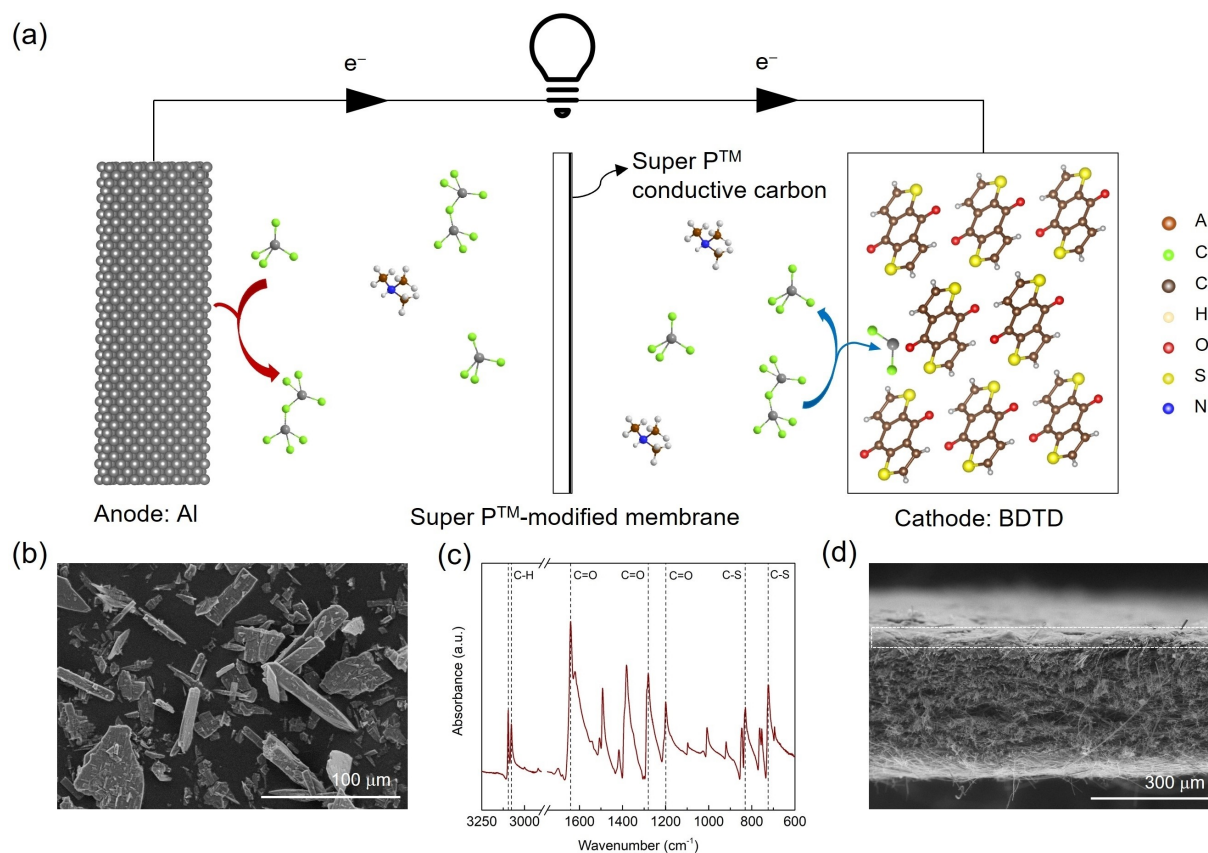 (a)
e⁻
e⁻
Super P™
conductive carbon
A
C
C
H
O
S
N
Anode: Al
Super P™-modified membrane
Cathode: BDTD
(b)
100 μm
(c)
C-H
C=O
C=O
C=O
C-S
C-S
Absorbance (a.u.)
3250 3000 1600 1400 1200 1000 800 600
Wavenumber (cm⁻¹)
(d)
300 μm